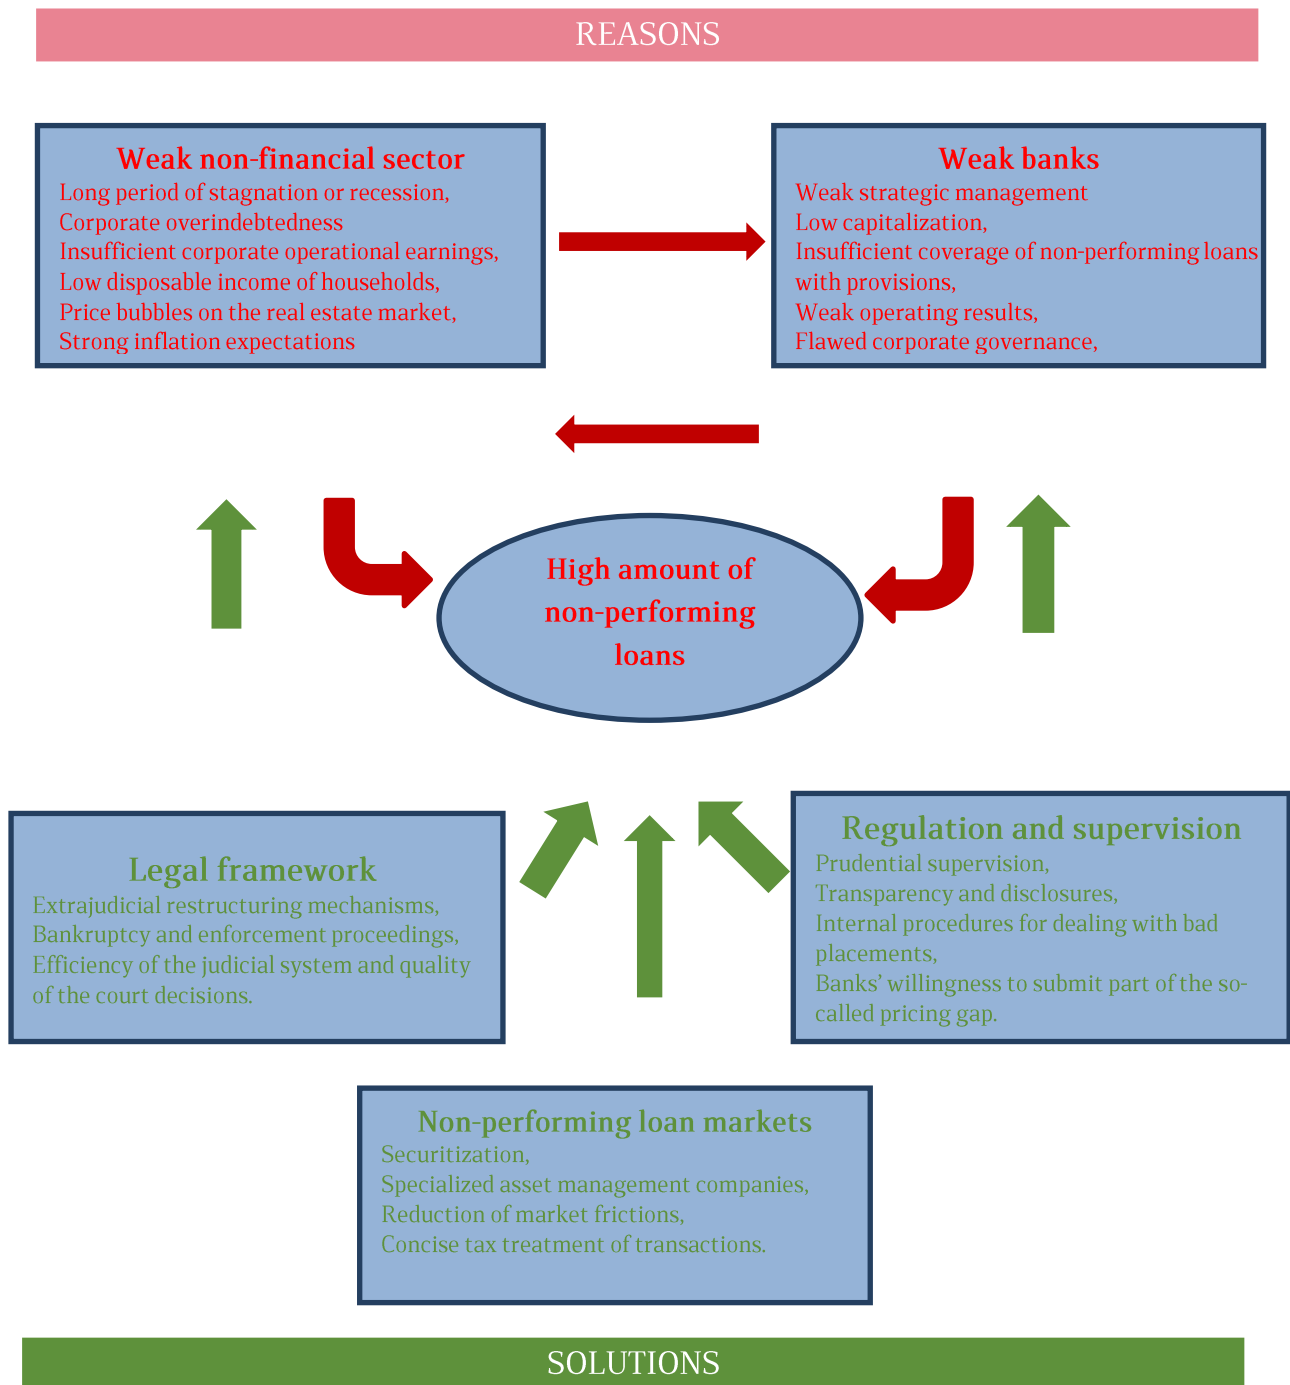 REASONS
Weak non-financial sector
Long period of stagnation or recession,
Corporate overindebtedness
Insufficient corporate operational earnings,
Low disposable income of households,
Price bubbles on the real estate market,
Strong inflation expectations
Weak banks
Weak strategic management
Low capitalization,
Insufficient coverage of non-performing loans
with provisions,
Weak operating results,
Flawed corporate governance,
High amount of
non-performing
loans
Legal framework
Extrajudicial restructuring mechanisms,
Bankruptcy and enforcement proceedings,
Efficiency of the judicial system and quality
of the court decisions.
Regulation and supervision
Prudential supervision,
Transparency and disclosures,
Internal procedures for dealing with bad
placements,
Banks’ willingness to submit part of the so-
called pricing gap.
Non-performing loan markets
Securitization,
Specialized asset management companies,
Reduction of market frictions,
Concise tax treatment of transactions.
SOLUTIONS